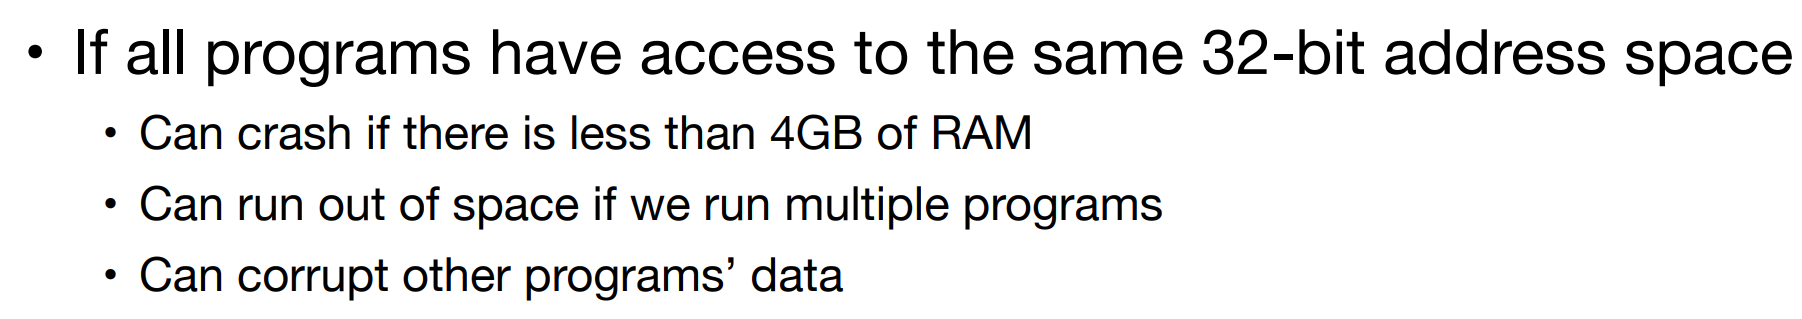 • If all programs have access to the same 32-bit address space
• Can crash if there is less than 4GB of RAM
• Can run out of space if we run multiple programs
• Can corrupt other programs’ data